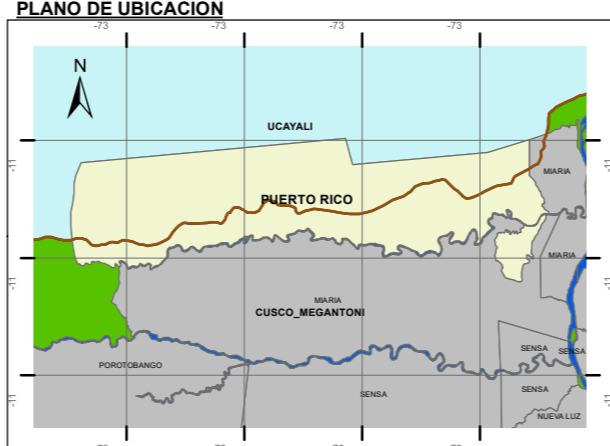 PLANO DE UBICACION
-73 -73 -73 -73
N
UCAYALI
-11 -11
MIARIA
PUERTO RICO
MIARIA
-11 -11
MIARIA
CUSCO_MEGANTONI
SENSA SENSA
POROTOBANGO
-11 -11
SENSA SENSA
NUEVA LUZ